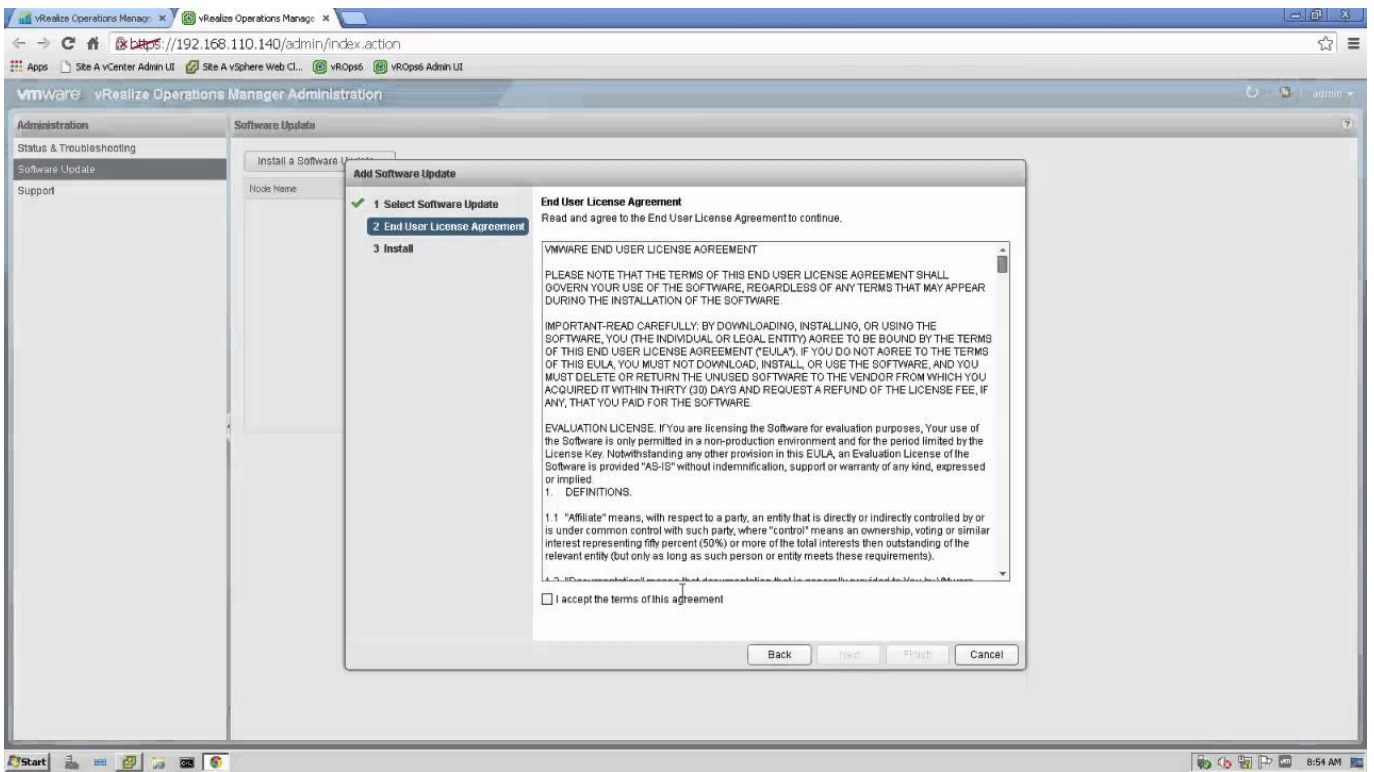 vRealize Operations Manag
vRealize Operations Manage
https://192.168.110.140/admin/index.action
Apps Site A vCenter Admin UI Site A vSphere Web Cl... vROps6 vROps6 Admin UI
vmware vRealize Operations Manager Administration
admin
Administration
Software Update
Status & Troubleshooting
Software Update
Support
Install a Software
Node Name
Add Software Update
1 Select Software Update
2 End User License Agreement
3 Install
End User License Agreement
Read and agree to the End User License Agreement to continue.
VMWARE END USER LICENSE AGREEMENT
PLEASE NOTE THAT THE TERMS OF THIS END USER LICENSE AGREEMENT SHALL
GOVERN YOUR USE OF THE SOFTWARE, REGARDLESS OF ANY TERMS THAT MAY APPEAR
DURING THE INSTALLATION OF THE SOFTWARE.
IMPORTANT-READ CAREFULLY: BY DOWNLOADING, INSTALLING, OR USING THE
SOFTWARE, YOU (THE INDIVIDUAL OR LEGAL ENTITY) AGREE TO BE BOUND BY THE TERMS
OF THIS END USER LICENSE AGREEMENT ("EULA"). IF YOU DO NOT AGREE TO THE TERMS
OF THIS EULA, YOU MUST NOT DOWNLOAD, INSTALL, OR USE THE SOFTWARE, AND YOU
MUST DELETE OR RETURN THE UNUSED SOFTWARE TO THE VENDOR FROM WHICH YOU
ACQUIRED IT WITHIN THIRTY (30) DAYS AND REQUEST A REFUND OF THE LICENSE FEE, IF
ANY, THAT YOU PAID FOR THE SOFTWARE.
EVALUATION LICENSE. If You are licensing the Software for evaluation purposes, Your use of
the Software is only permitted in a non-production environment and for the period limited by the
License Key. Notwithstanding any other provision in this EULA, an Evaluation License of the
Software is provided "AS-IS" without indemnification, support or warranty of any kind, expressed
or implied.
1. DEFINITIONS.
1.1 "Affiliate" means, with respect to a party, an entity that is directly or indirectly controlled by or
is under common control with such party, where "control" means an ownership, voting or similar
interest representing fifty percent (50%) or more of the total interests then outstanding of the
relevant entity (but only as long as such person or entity meets these requirements).
I accept the terms of this agreement
Back Next Finish Cancel
Start
8:54 AM